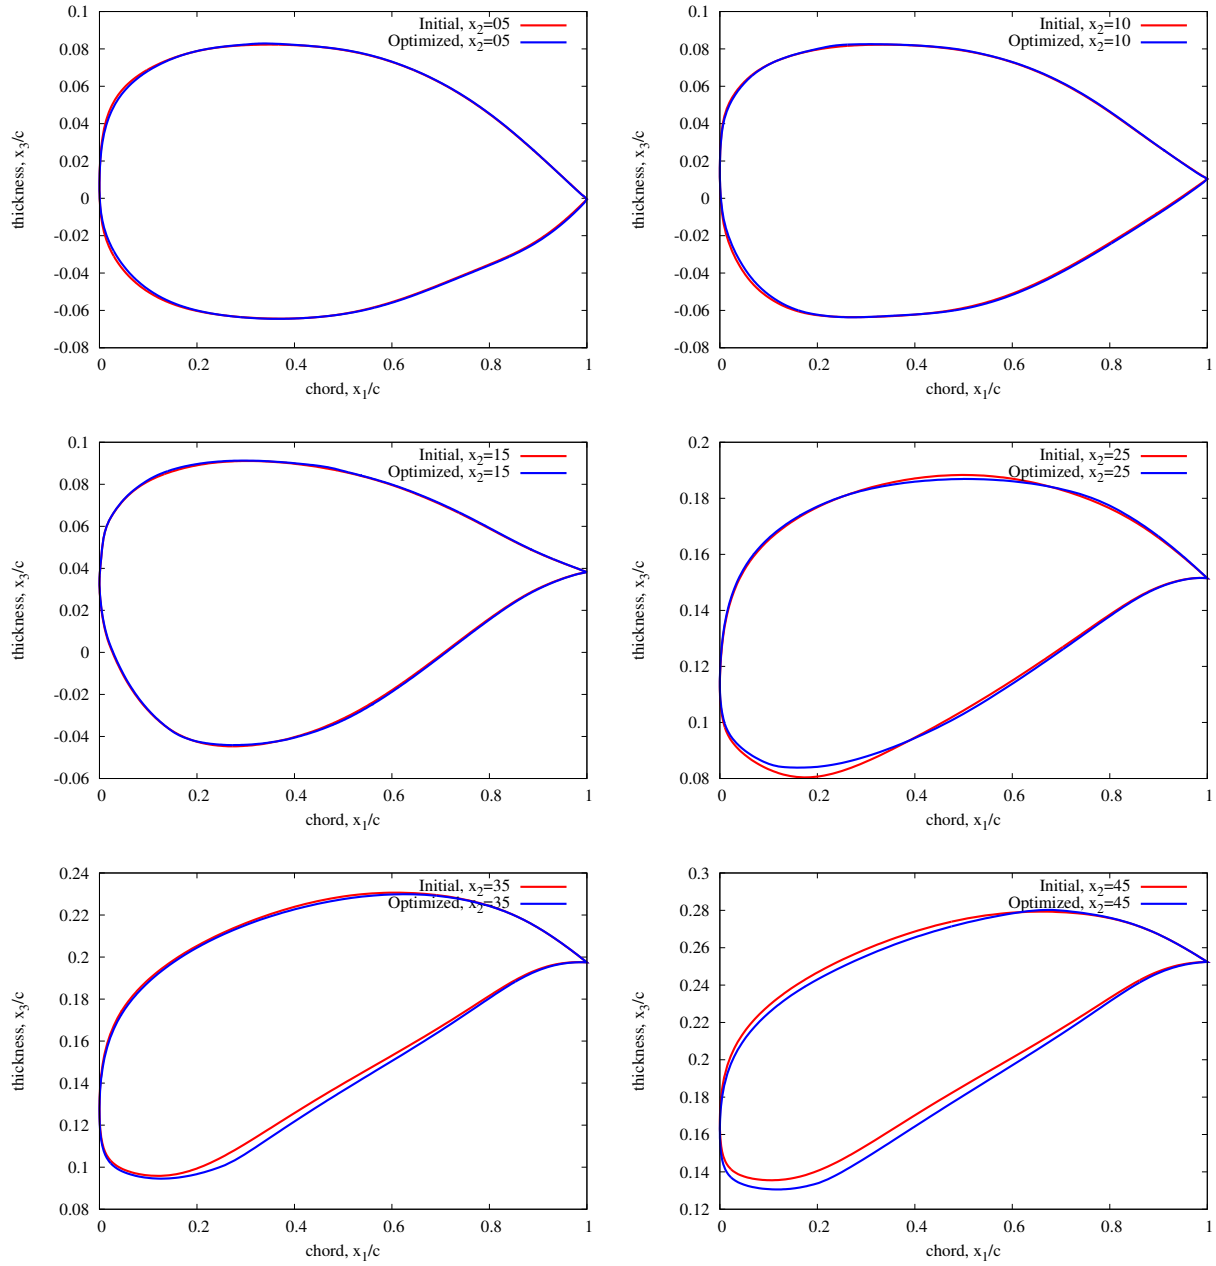 0.1
0.08
0.06
0.04
0.02
0
-0.02
-0.04
-0.06
-0.08
0 0.2 0.4 0.6 0.8 1
thickness, x3/c
chord, x1/c
Initial, x2=05
Optimized, x2=05
0.1
0.08
0.06
0.04
0.02
0
-0.02
-0.04
-0.06
-0.08
0 0.2 0.4 0.6 0.8 1
thickness, x3/c
chord, x1/c
Initial, x2=10
Optimized, x2=10
0.1
0.08
0.06
0.04
0.02
0
-0.02
-0.04
-0.06
0 0.2 0.4 0.6 0.8 1
thickness, x3/c
chord, x1/c
Initial, x2=15
Optimized, x2=15
0.2
0.18
0.16
0.14
0.12
0.1
0.08
0 0.2 0.4 0.6 0.8 1
thickness, x3/c
chord, x1/c
Initial, x2=25
Optimized, x2=25
0.24
0.22
0.2
0.18
0.16
0.14
0.12
0.1
0.08
0 0.2 0.4 0.6 0.8 1
thickness, x3/c
chord, x1/c
Initial, x2=35
Optimized, x2=35
0.3
0.28
0.26
0.24
0.22
0.2
0.18
0.16
0.14
0.12
0 0.2 0.4 0.6 0.8 1
thickness, x3/c
chord, x1/c
Initial, x2=45
Optimized, x2=45